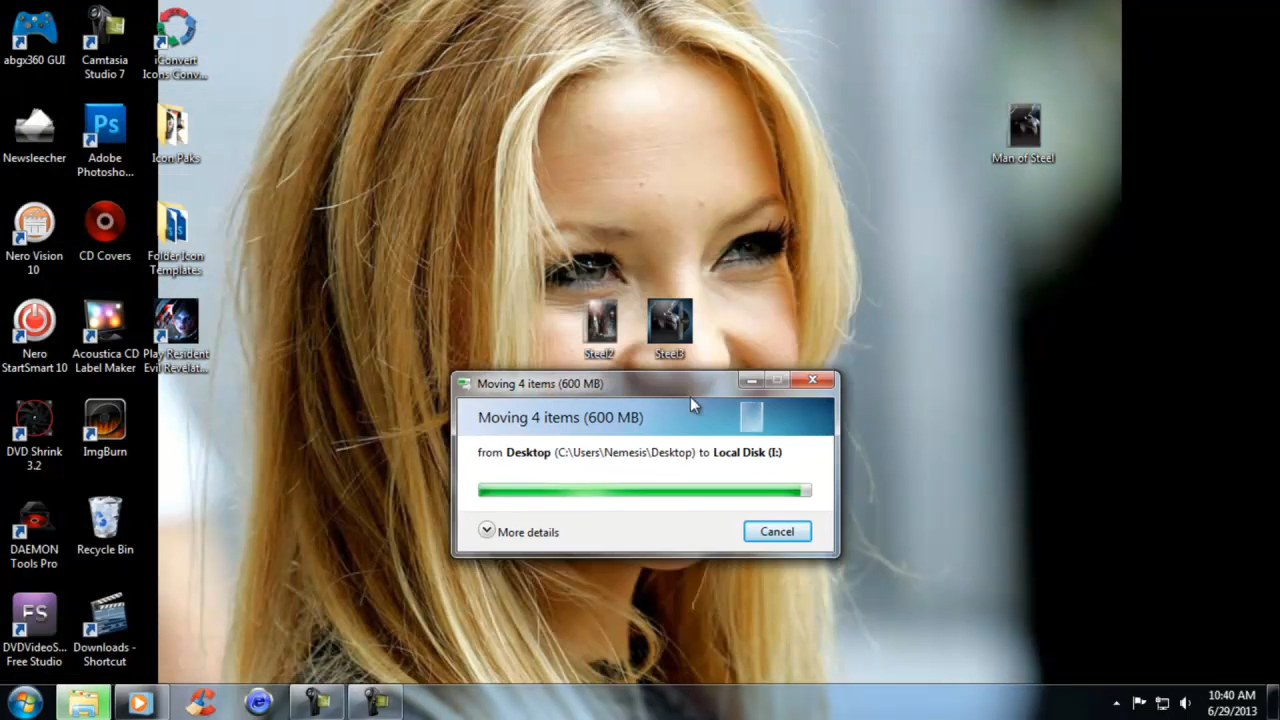 abgx360 GUI
Camtasia
Studio 7
iConvert
Icons Conv...
Newsleecher
Ps
Adobe
Photosho...
Icon Paks
Man of Steel
Nero Vision
10
CD Covers
Folder Icon
Templates
Nero
StartSmart 10
Acoustica CD
Label Maker
Play Resident
Evil Revelat...
Steel2
Steel3
Moving 4 items (600 MB)
Moving 4 items (600 MB)
from Desktop (C:\Users\Nemesis\Desktop) to Local Disk (I:)
More details
Cancel
DVD Shrink
3.2
ImgBurn
DAEMON
Tools Pro
Recycle Bin
FS
DVDVideoS...
Free Studio
Downloads -
Shortcut
10:40 AM
6/29/2013